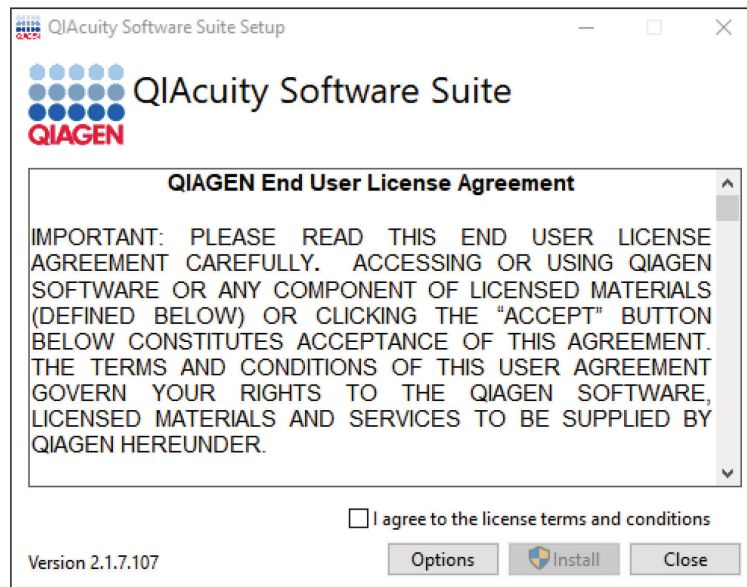 QIAcuity Software Suite Setup
QIAGEN
QIAcuity Software Suite
QIAGEN
QIAGEN End User License Agreement
IMPORTANT: PLEASE READ THIS END USER LICENSE
AGREEMENT CAREFULLY. ACCESSING OR USING QIAGEN
SOFTWARE OR ANY COMPONENT OF LICENSED MATERIALS
(DEFINED BELOW) OR CLICKING THE “ACCEPT” BUTTON
BELOW CONSTITUTES ACCEPTANCE OF THIS AGREEMENT.
THE TERMS AND CONDITIONS OF THIS USER AGREEMENT
GOVERN YOUR RIGHTS TO THE QIAGEN SOFTWARE,
LICENSED MATERIALS AND SERVICES TO BE SUPPLIED BY
QIAGEN HEREUNDER.
I agree to the license terms and conditions
Version 2.1.7.107
Options
Install
Close